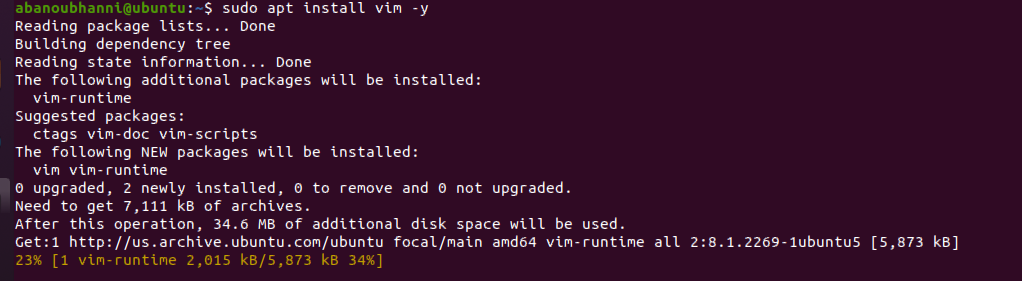 abanoubhanni@ubuntu:~$ sudo apt install vim -y
Reading package lists... Done
Building dependency tree
Reading state information... Done
The following additional packages will be installed:
  vim-runtime
Suggested packages:
  ctags vim-doc vim-scripts
The following NEW packages will be installed:
  vim vim-runtime
0 upgraded, 2 newly installed, 0 to remove and 0 not upgraded.
Need to get 7,111 kB of archives.
After this operation, 34.6 MB of additional disk space will be used.
Get:1 http://us.archive.ubuntu.com/ubuntu focal/main amd64 vim-runtime all 2:8.1.2269-1ubuntu5 [5,873 kB]
23% [1 vim-runtime 2,015 kB/5,873 kB 34%]